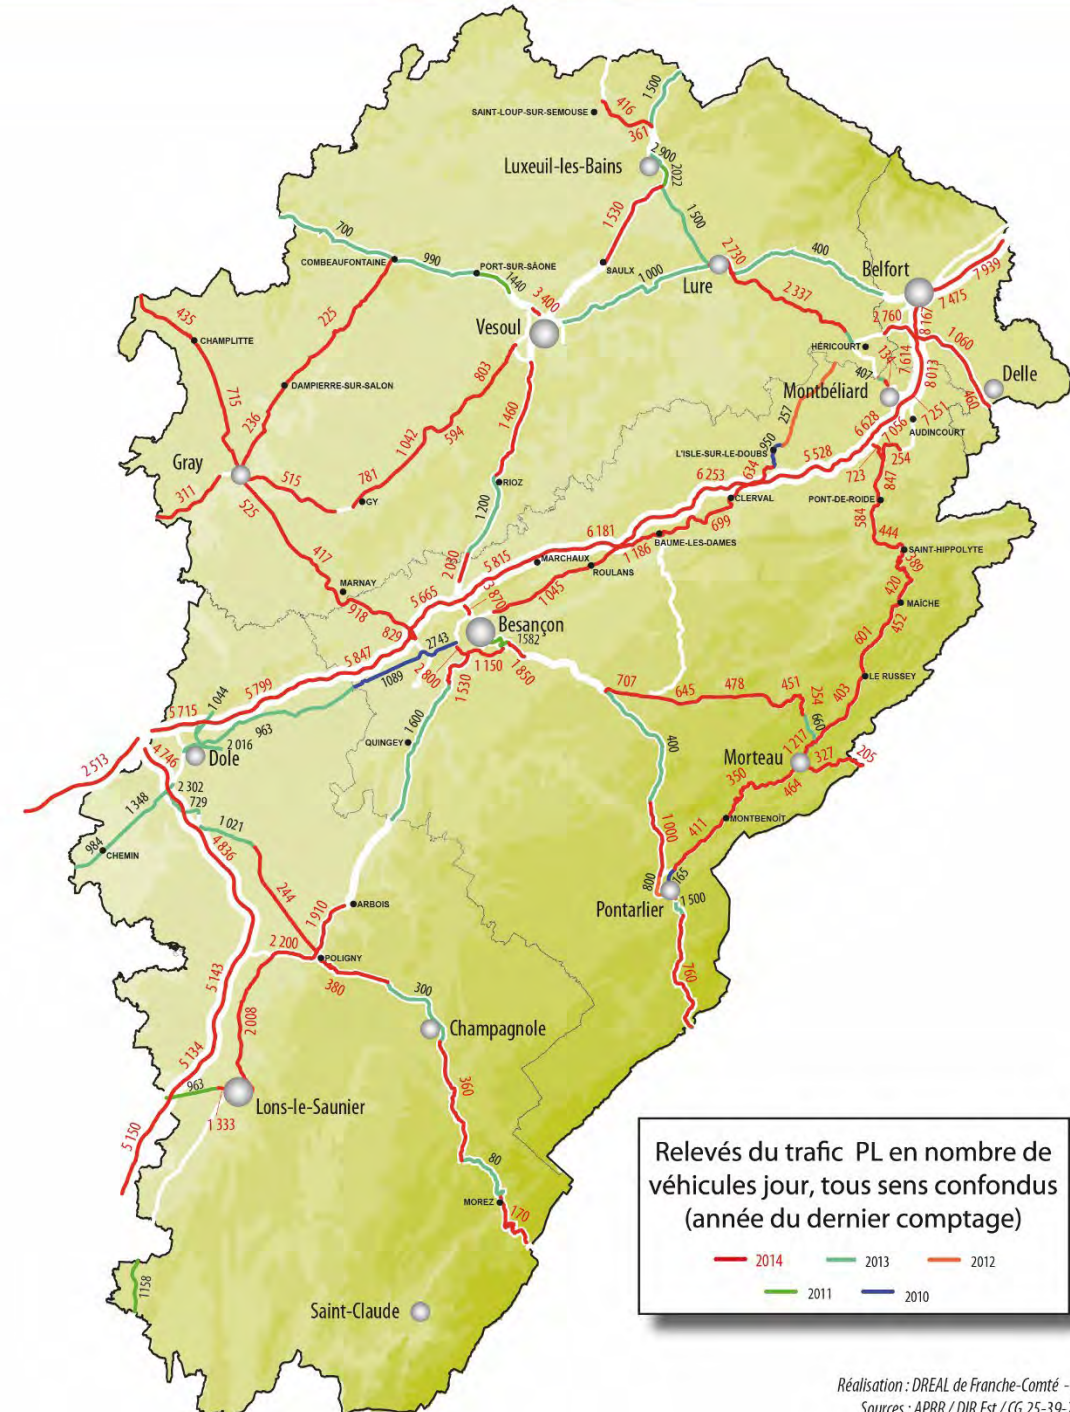 1 500
416
SAINT-LOUP-SUR-SEMOUSE
361
2 900
Luxeuil-les-Bains
2022
1 530
1 500
700
COMBEAUFONTAINE
990
PORT-SUR-SÂONE
1440
SAULX
1 000
2 730
400
Lure
Belfort
7 939
7 475
435
CHAMPLITTE
225
3 400
Vesoul
2 337
2 760
8 167
1 060
HÉRICOURT
134
7 614
407
8 013
Delle
460
Montbéliard
DAMPIERRE-SUR-SALON
715
236
803
1460
257
7 251
AUDINCOURT
6 628
7 056
1 042
594
950
L'ISLE-SUR-LE-DOUBS
5 528
254
Gray
515
781
GY
RIOZ
6 253
634
723
847
311
525
1 200
CLERVAL
PONT-DE-ROIDE
699
584
6 181
BAUME-LES-DAMES
444
SAINT-HIPPOLYTE
417
2 030
5 815
MARCHAUX
1 186
ROULANS
389
MARNAY
5 665
3 870
1 045
420
MAÎCHE
918
452
829
Besançon
2743
1582
601
5 847
2 800
1 150
1 850
1089
1 530
LE RUSSEY
5 799
707
645
478
451
254
403
5 715
1 044
963
1 600
QUINGEY
400
660
2 016
1 217
4 746
Dole
Morteau
327
205
2 513
350
464
2 302
1 348
729
1 021
1 000
411
MONTBENOÎT
984
CHEMIN
4 836
244
800
165
Pontarlier
1 500
1 910
ARBOIS
2 200
POLIGNY
5 143
380
300
760
2 008
Champagnole
5 134
963
360
Lons-le-Saunier
1 333
5 150
80
MOREZ
170
1158
Saint-Claude
Relevés du trafic PL en nombre de
véhicules jour, tous sens confondus
(année du dernier comptage)
2014
2013
2012
2011
2010
Réalisation : DREAL de Franche-Comté -
Sources : APRR / DIR Est / CG 25-39-